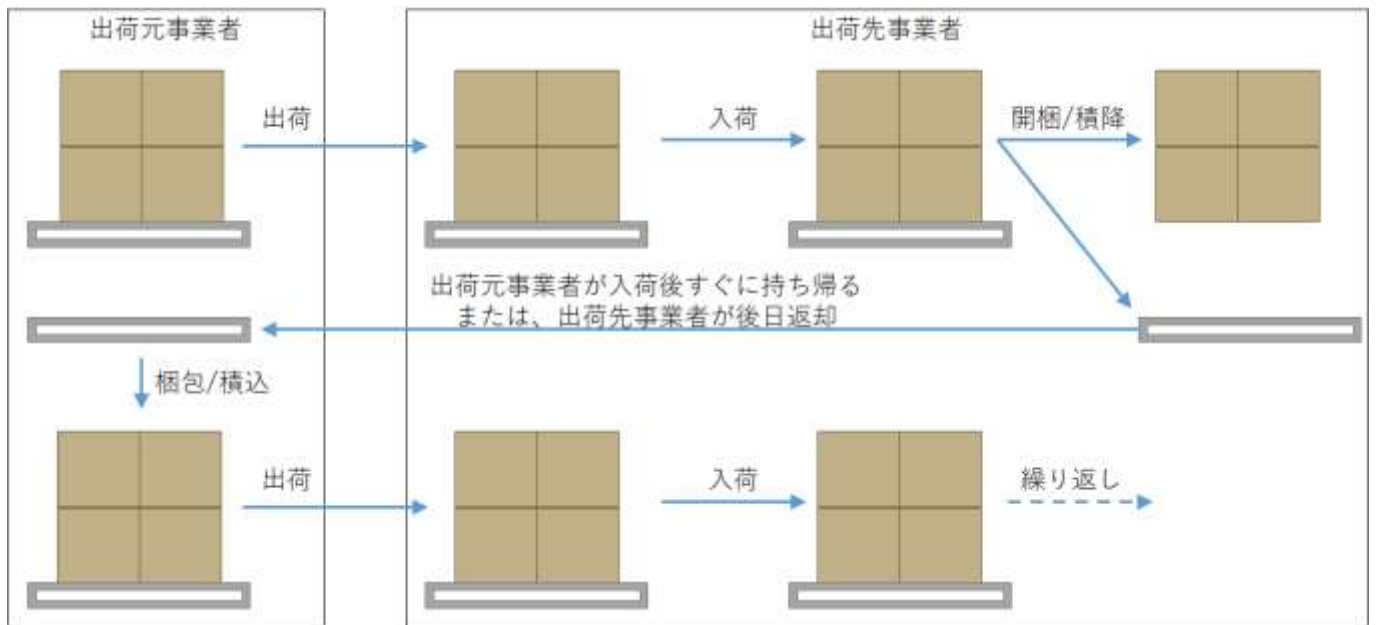 出荷元事業者
出荷先事業者
出荷
入荷
開梱/積降
出荷元事業者が入荷後すぐに持ち帰る
または、出荷先事業者が後日返却
梱包/積込
出荷
入荷
繰り返し